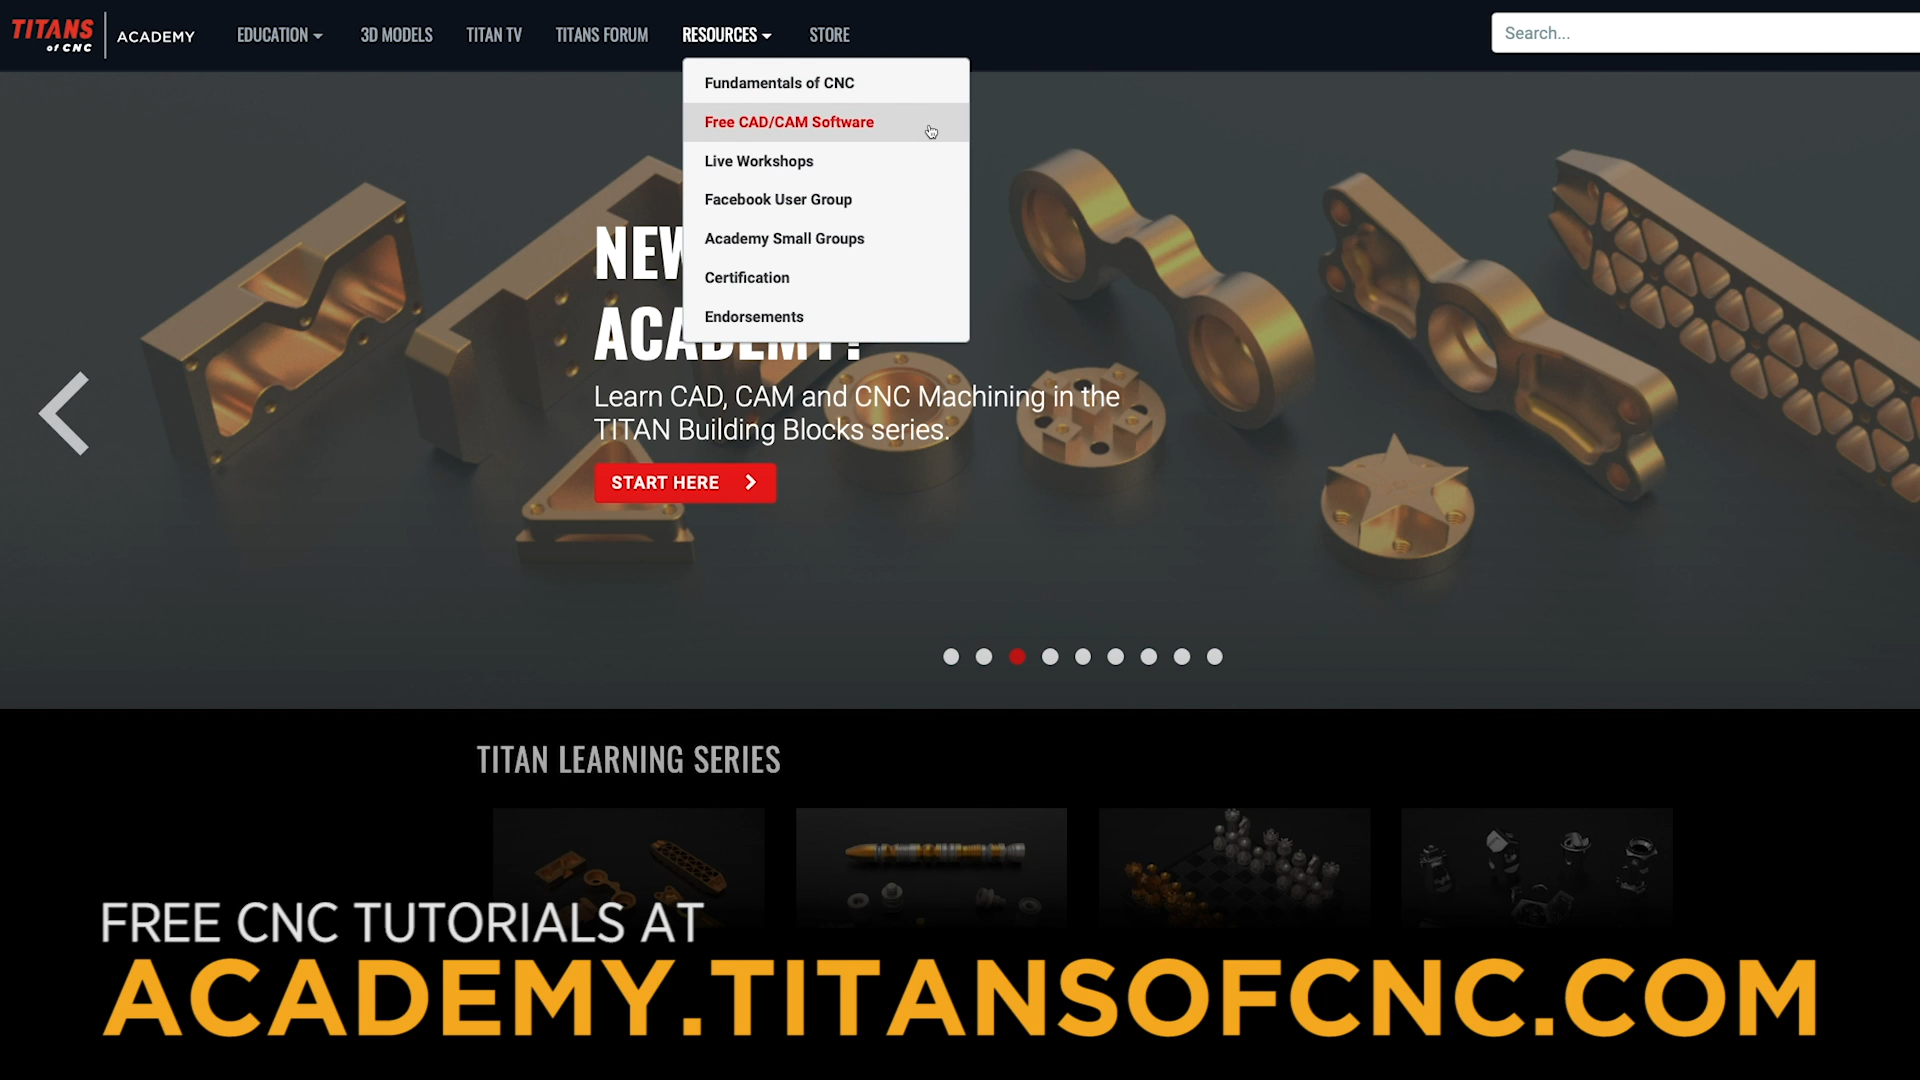 TITANS
of CNC
ACADEMY
EDUCATION
3D MODELS
TITAN TV
TITANS FORUM
RESOURCES
STORE
Search...
Fundamentals of CNC
Free CAD/CAM Software
Live Workshops
Facebook User Group
Academy Small Groups
Certification
Endorsements
NEW
ACADEMY!
Learn CAD, CAM and CNC Machining in the
TITAN Building Blocks series.
START HERE
TITAN LEARNING SERIES
FREE CNC TUTORIALS AT
ACADEMY.TITANSOFCNC.COM